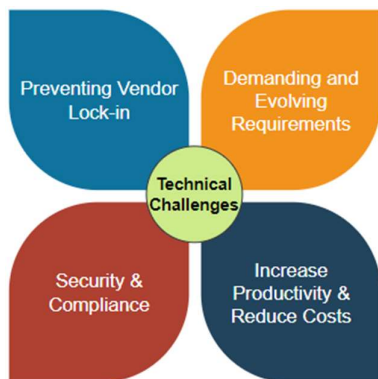 Preventing Vendor
Lock-in
Demanding and
Evolving
Requirements
Technical
Challenges
Security &
Compliance
Increase
Productivity &
Reduce Costs